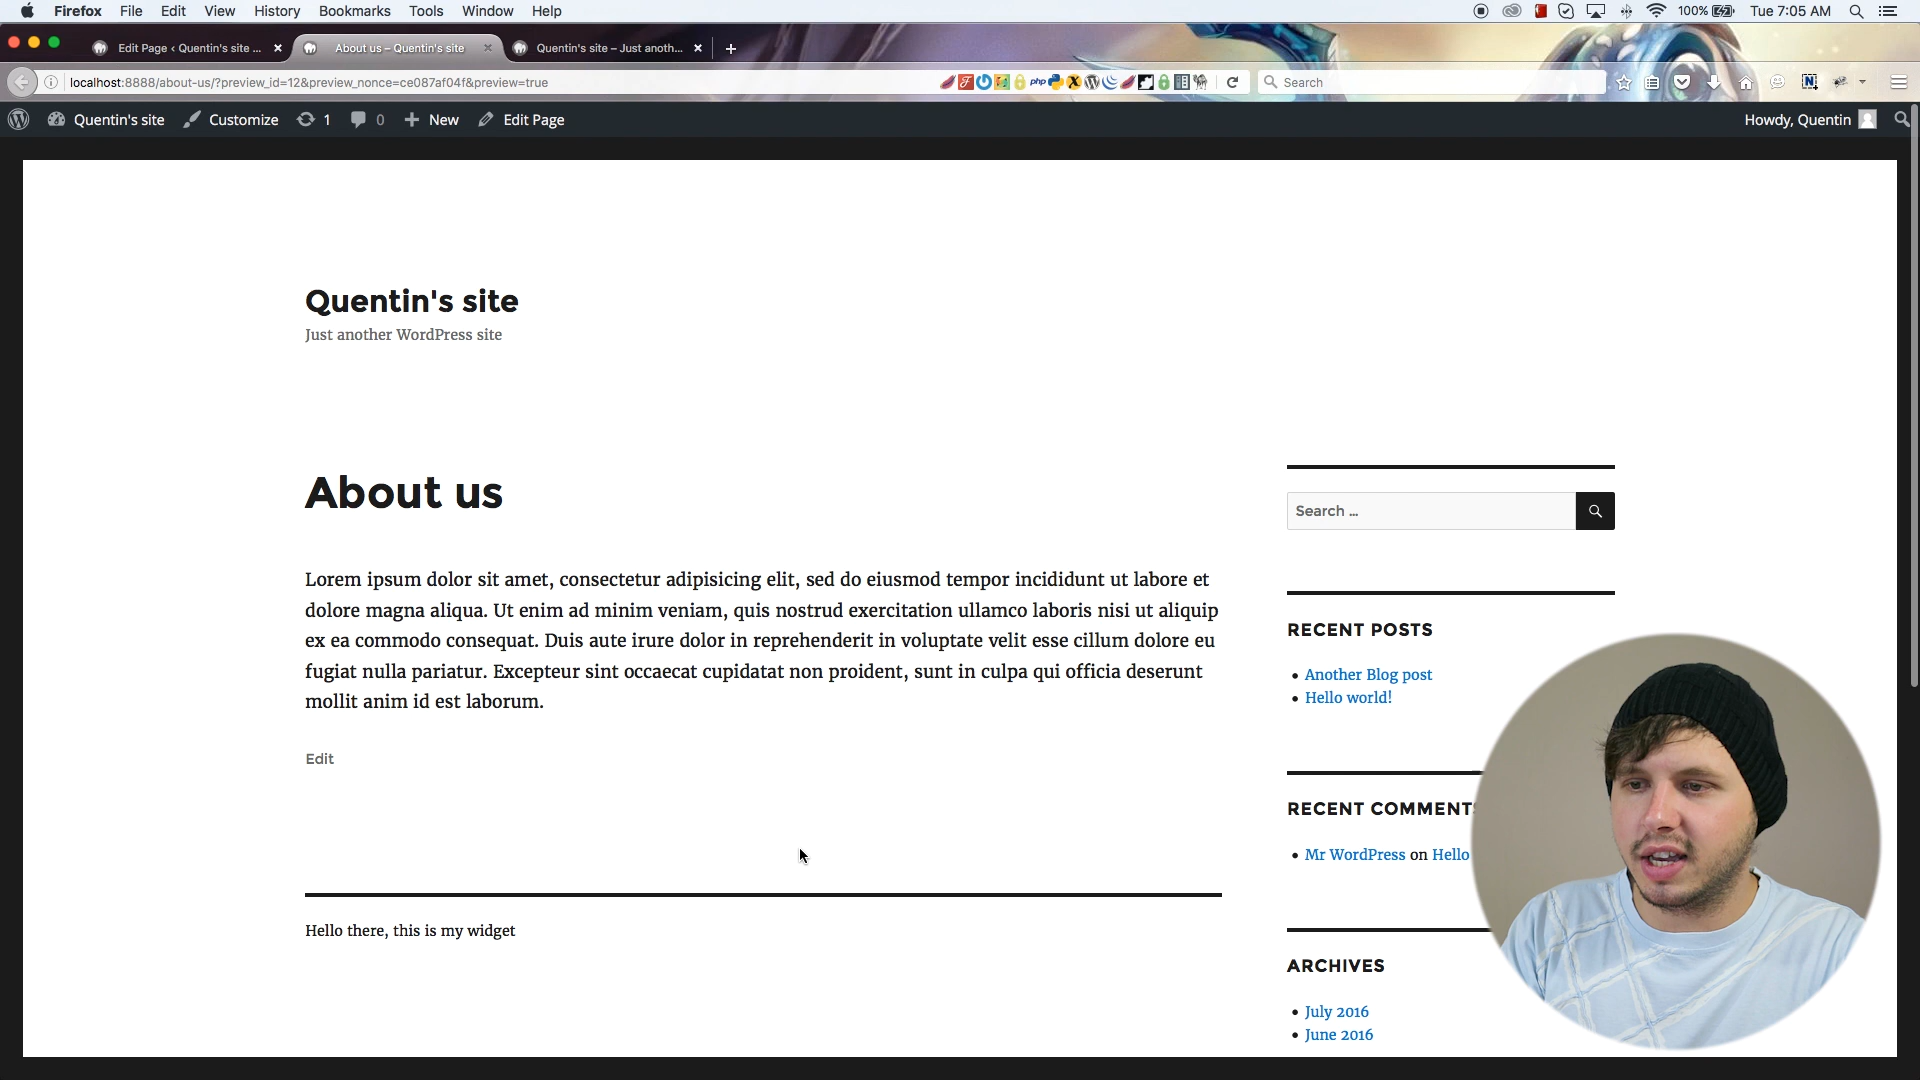 Firefox File Edit View History Bookmarks Tools Window Help 100% Tue 7:05 AM
Edit Page ‹ Quentin's site ... About us – Quentin's site Quentin's site – Just anoth...
localhost:8888/about-us/?preview_id=12&preview_nonce=ce087af04f&preview=true php Search
Quentin's site Customize 1 0 New Edit Page Howdy, Quentin
Quentin's site
Just another WordPress site
About us
Lorem ipsum dolor sit amet, consectetur adipisicing elit, sed do eiusmod tempor incididunt ut labore et
dolore magna aliqua. Ut enim ad minim veniam, quis nostrud exercitation ullamco laboris nisi ut aliquip
ex ea commodo consequat. Duis aute irure dolor in reprehenderit in voluptate velit esse cillum dolore eu
fugiat nulla pariatur. Excepteur sint occaecat cupidatat non proident, sunt in culpa qui officia deserunt
mollit anim id est laborum.
Edit
Hello there, this is my widget
Search ...
RECENT POSTS
Another Blog post
Hello world!
RECENT COMMENTS
Mr WordPress on Hello
ARCHIVES
July 2016
June 2016